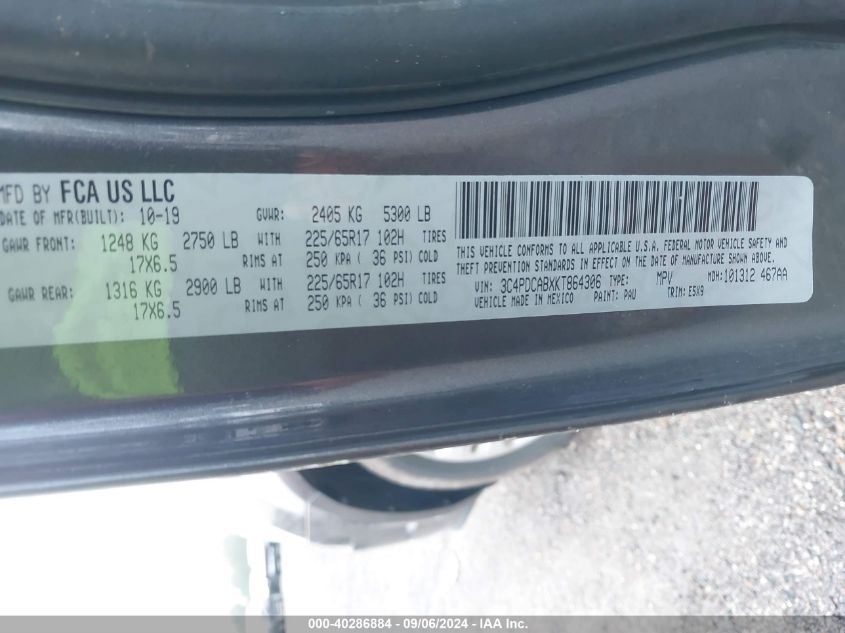 MFD BY FCA US LLC
DATE OF MFR(BUILT): 10-19 GVWR: 2405 KG 5300 LB
GAWR FRONT: 1248 KG 2750 LB WITH 225/65R17 102H TIRES
17X6.5 RIMS AT 250 KPA ( 36 PSI) COLD
GAWR REAR: 1316 KG 2900 LB WITH 225/65R17 102H TIRES
17X6.5 RIMS AT 250 KPA ( 36 PSI) COLD
THIS VEHICLE CONFORMS TO ALL APPLICABLE U.S.A. FEDERAL MOTOR VEHICLE SAFETY AND
THEFT PREVENTION STANDARDS IN EFFECT ON THE DATE OF MANUFACTURE SHOWN ABOVE.
VIN: 3C4PDCABXKT864306 TYPE: MPV MDH:101312 467AA
VEHICLE MADE IN MEXICO PAINT: PAU TRIM: E5X9
000-40286884 - 09/06/2024 - IAA Inc.